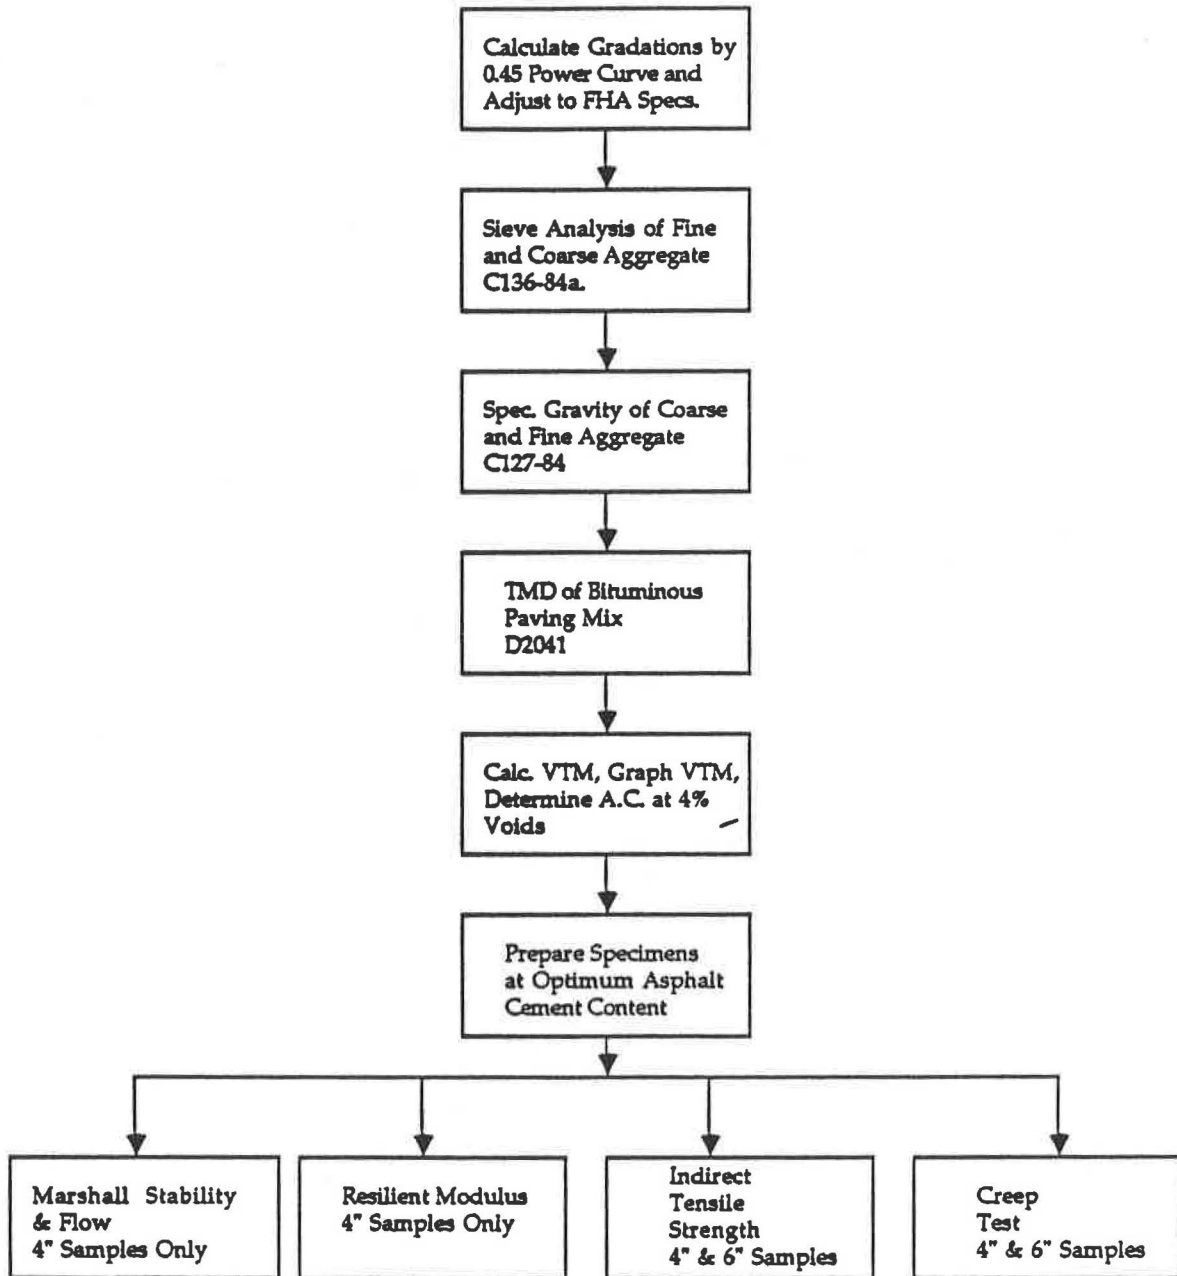 Calculate Gradations by
0.45 Power Curve and
Adjust to FHA Specs.
Sieve Analysis of Fine
and Coarse Aggregate
C136-84a.
Spec. Gravity of Coarse
and Fine Aggregate
C127-84
TMD of Bituminous
Paving Mix
D2041
Calc. VTM, Graph VTM,
Determine A.C. at 4%
Voids
Prepare Specimens
at Optimum Asphalt
Cement Content
Marshall Stability
& Flow
4" Samples Only
Resilient Modulus
4" Samples Only
Indirect
Tensile
Strength
4" & 6" Samples
Creep
Test
4" & 6" Samples